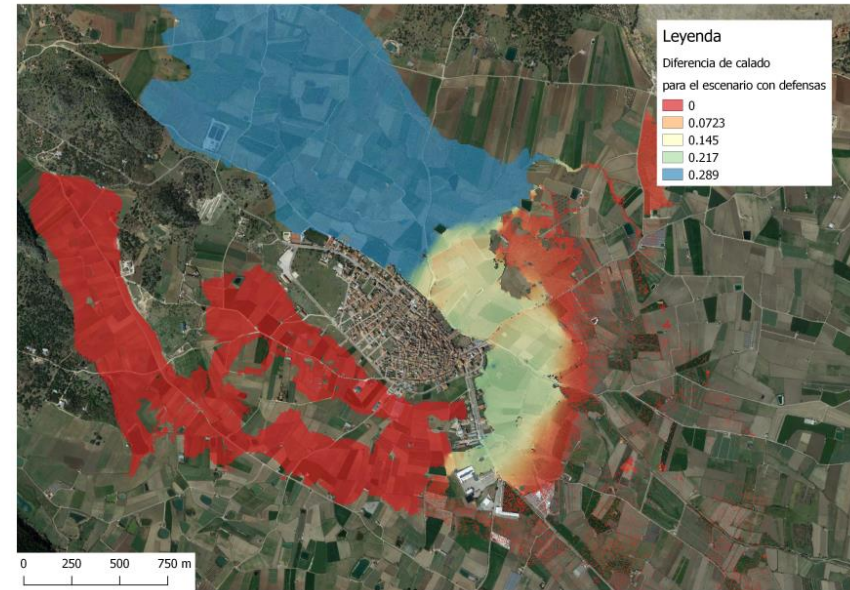 Leyenda
Diferencia de calado
para el escenario con defensas
0
0.0723
0.145
0.217
0.289
0 250 500 750 m